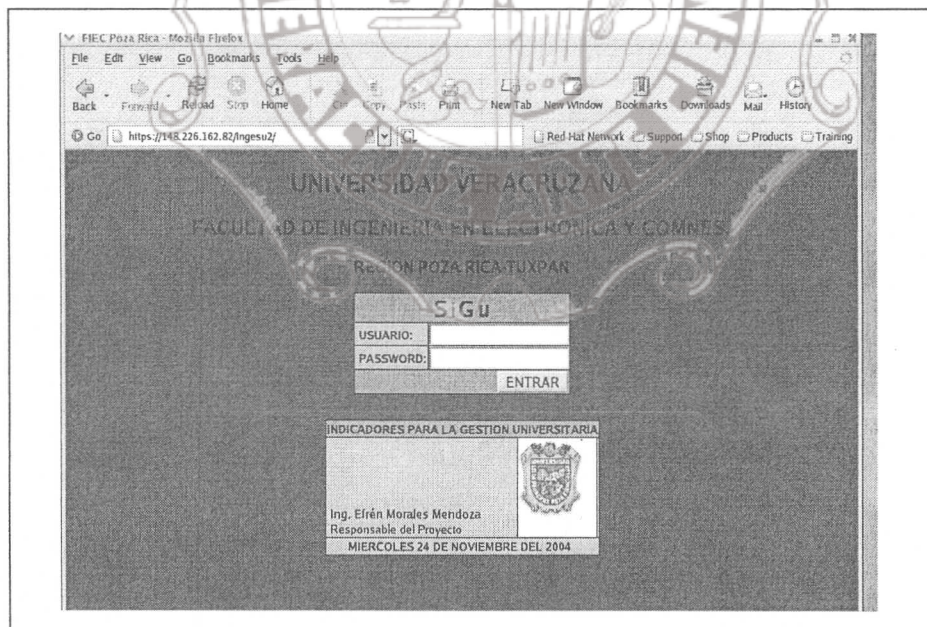 FIEC Poza Rica - Mozilla Firefox
File Edit View Go Bookmarks Tools Help
Back Forward Reload Stop Home Cut Copy Paste Print New Tab New Window Bookmarks Downloads Mail History
Go https://148.226.162.82/ingesu2/ G, Red Hat Network Support Shop Products Training
UNIVERSIDAD VERACRUZANA
FACULTAD DE INGENIERIA EN ELECTRONICA Y COMNES.
REGION POZA RICA-TUXPAN
SiGu
USUARIO:
PASSWORD:
ENTRAR
INDICADORES PARA LA GESTION UNIVERSITARIA
Ing. Efrén Morales Mendoza
Responsable del Proyecto
MIERCOLES 24 DE NOVIEMBRE DEL 2004